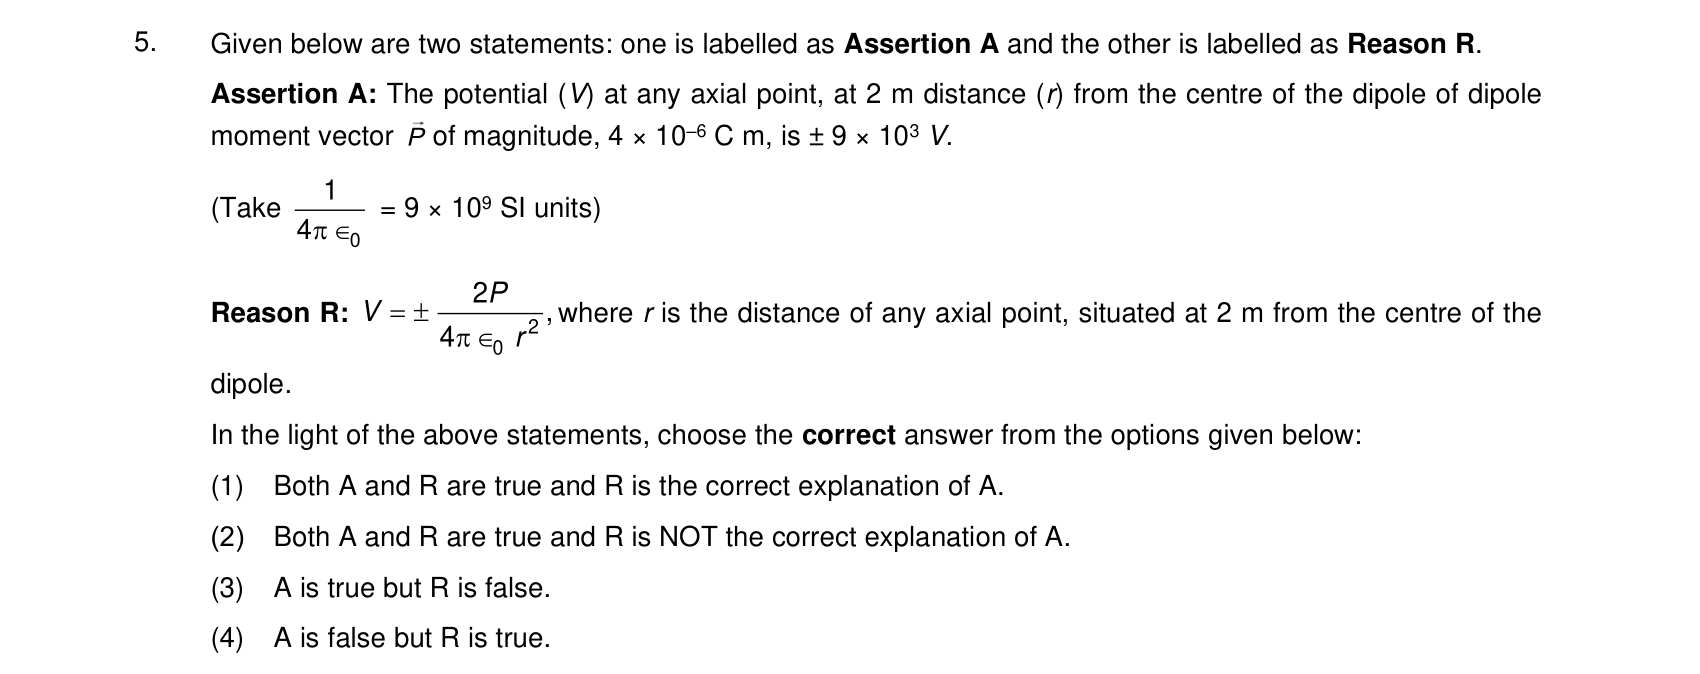 5. Given below are two statements: one is labelled as Assertion A and the other is labelled as Reason R.
Assertion A: The potential (V) at any axial point, at 2 m distance (r) from the centre of the dipole of dipole
moment vector P⃗ of magnitude, 4 × 10⁻⁶ C m, is ± 9 × 10³ V.
(Take 1/(4π ∈₀) = 9 × 10⁹ SI units)
Reason R: V = ± 2P/(4π ∈₀ r²), where r is the distance of any axial point, situated at 2 m from the centre of the
dipole.
In the light of the above statements, choose the correct answer from the options given below:
(1) Both A and R are true and R is the correct explanation of A.
(2) Both A and R are true and R is NOT the correct explanation of A.
(3) A is true but R is false.
(4) A is false but R is true.